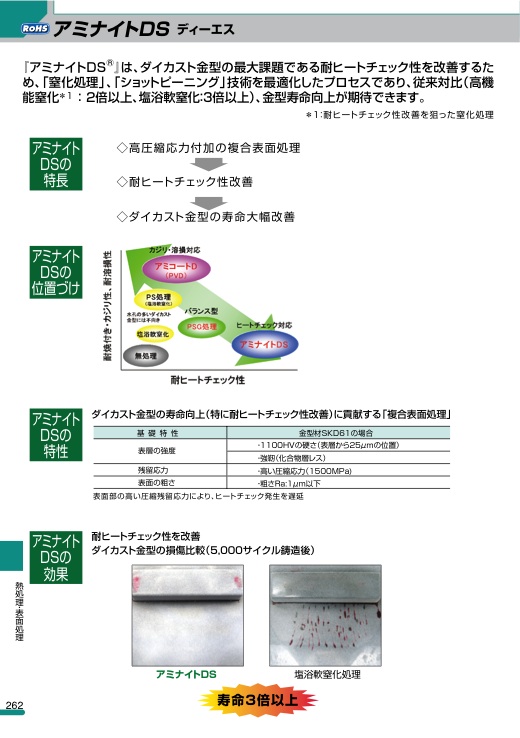 RoHS アミナイトDS ディーエス
『アミナイトDS®』は、ダイカスト金型の最大課題である耐ヒートチェック性を改善するた
め、「窒化処理」、「ショットピーニング」技術を最適化したプロセスであり、従来対比(高機
能窒化*1：2倍以上、塩浴軟窒化:3倍以上)、金型寿命向上が期待できます。
*1:耐ヒートチェック性改善を狙った窒化処理
アミナイト
DSの
特長
◇高圧縮応力付加の複合表面処理
◇耐ヒートチェック性改善
◇ダイカスト金型の寿命大幅改善
アミナイト
DSの
位置づけ
耐焼付き・カジリ性、耐溶損性
カジリ・溶損対応
アミコートD
(PVD)
PS処理
(塩浴軟窒化)
水孔の多いダイカスト
金型には不向き
バランス型
PSG処理
塩浴軟窒化
ヒートチェック対応
アミナイトDS
無処理
耐ヒートチェック性
アミナイト
DSの
特性
ダイカスト金型の寿命向上(特に耐ヒートチェック性改善)に貢献する「複合表面処理」
基礎特性 金型材SKD61の場合
表層の強度 ・1100HVの硬さ(表層から25μmの位置)
・強靭(化合物層レス)
残留応力 ・高い圧縮応力(1500MPa)
表面の粗さ ・粗さRa:1μm以下
表面部の高い圧縮残留応力により、ヒートチェック発生を遅延
アミナイト
DSの
効果
耐ヒートチェック性を改善
ダイカスト金型の損傷比較(5,000サイクル鋳造後)
アミナイトDS 塩浴軟窒化処理
寿命3倍以上
熱処理・表面処理
262